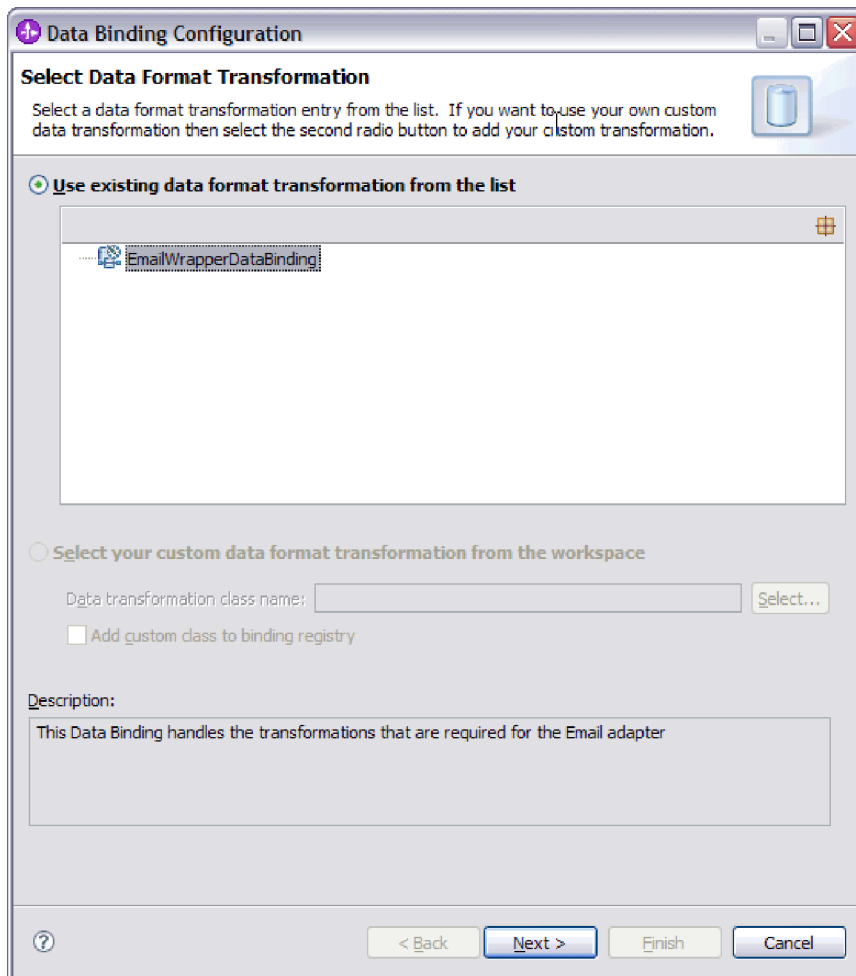 Data Binding Configuration
Select Data Format Transformation
Select a data format transformation entry from the list. If you want to use your own custom
data transformation then select the second radio button to add your custom transformation.
Use existing data format transformation from the list
EmailWrapperDataBinding
Select your custom data format transformation from the workspace
Data transformation class name:
Select...
Add custom class to binding registry
Description:
This Data Binding handles the transformations that are required for the Email adapter
?
< Back
Next >
Finish
Cancel